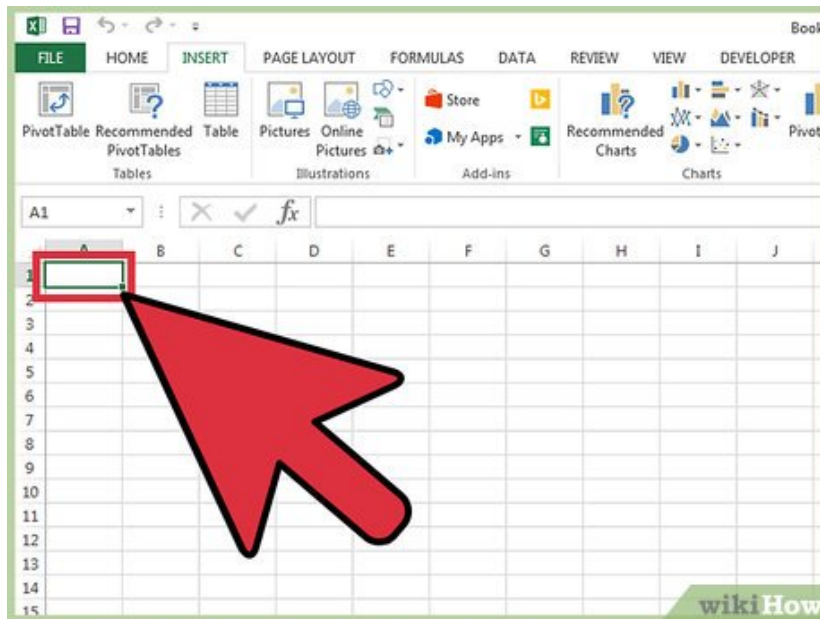 Book
FILE HOME INSERT PAGE LAYOUT FORMULAS DATA REVIEW VIEW DEVELOPER
PivotTable Recommended PivotTables Table Pictures Online Pictures Store My Apps Recommended Charts Pivot
Tables Illustrations Add-ins Charts
A1 fx
A B C D E F G H I J
1
2
3
4
5
6
7
8
9
10
11
12
13
14
15
wikiHow